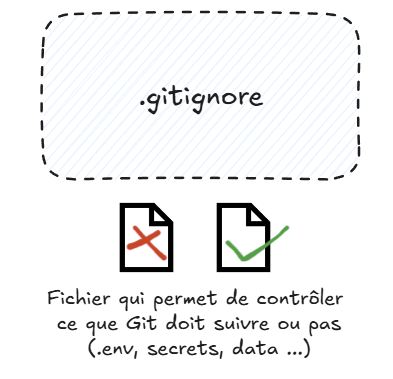 .gitignore
Fichier qui permet de contrôler
ce que Git doit suivre ou pas
(.env, secrets, data ...)